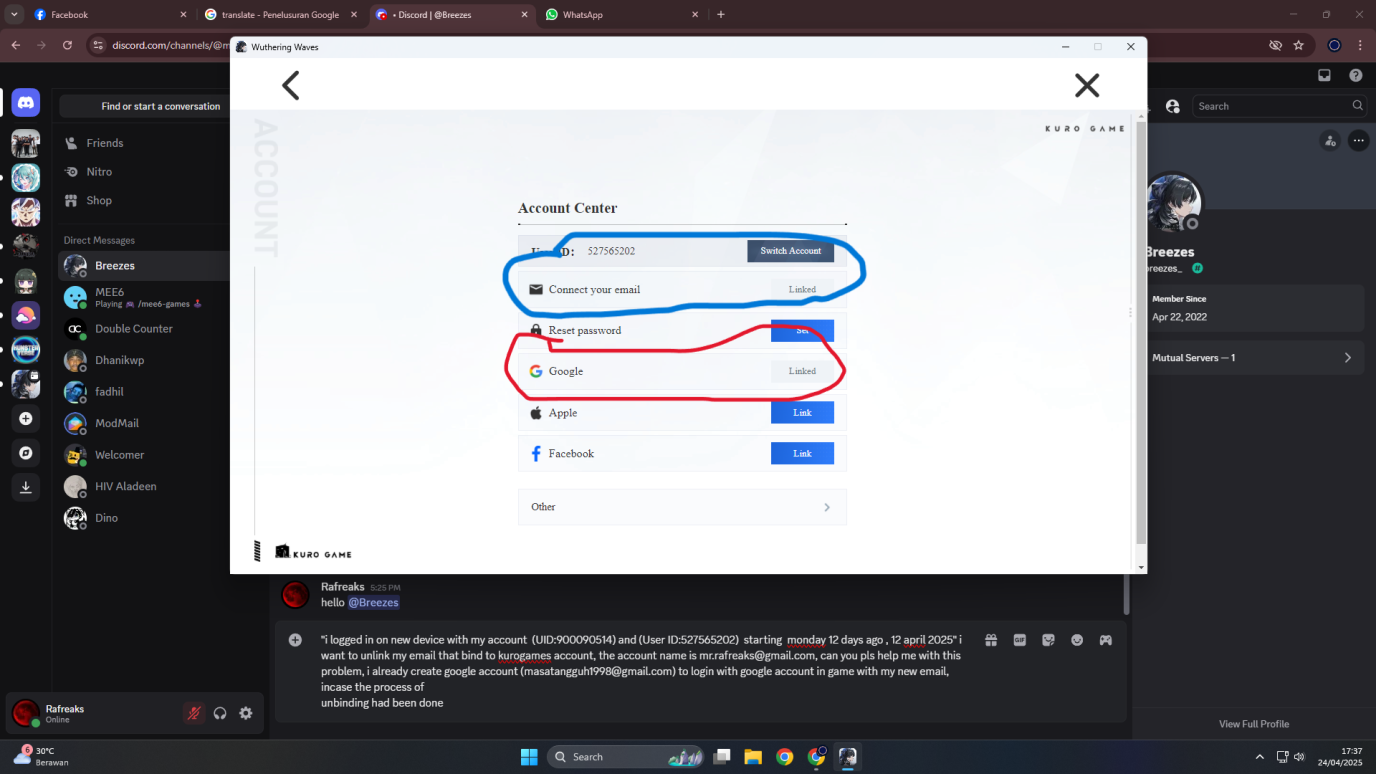 Facebook
translate - Penelusuran Google
• Discord | @Breezes
WhatsApp
discord.com/channels/@m
Wuthering Waves
Find or start a conversation
Search
Friends
Nitro
Shop
Direct Messages
Breezes
MEE6
Playing 🎮 /mee6-games
Double Counter
Dhanikwp
fadhil
ModMail
Welcomer
HIV Aladeen
Dino
Rafreaks
Online
ACCOUNT
KURO GAME
Account Center
527565202
Switch Account
Connect your email
Linked
Reset password
Google
Linked
Apple
Link
Facebook
Link
Other
KURO GAME
Rafreaks 5:25 PM
hello @Breezes
"i logged in on new device with my account (UID:900090514) and (User ID:527565202) starting monday 12 days ago , 12 april 2025" i
want to unlink my email that bind to kurogames account, the account name is mr.rafreaks@gmail.com, can you pls help me with this
problem, i already create google account (masatangguh1998@gmail.com) to login with google account in game with my new email,
incase the process of
unbinding had been done
GIF
Breezes
breezes_
Member Since
Apr 22, 2022
Mutual Servers — 1
View Full Profile
6
30°C
Berawan
Search
17:37
24/04/2025